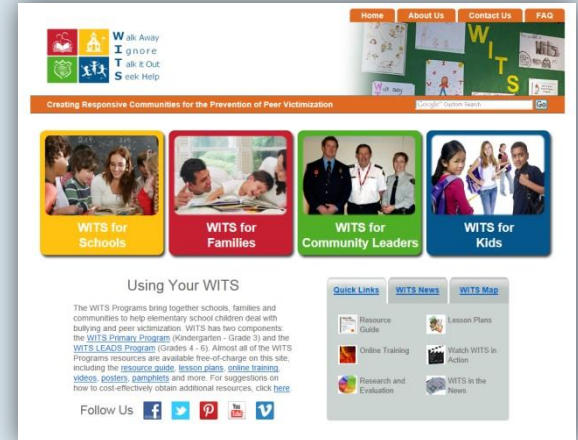 Home About Us Contact Us FAQ
Walk Away
Ignore
Talk it Out
Seek Help
WITS
Creating Responsive Communities for the Prevention of Peer Victimization
Google™ Custom Search Go
WITS for Schools
WITS for Families
WITS for Community Leaders
WITS for Kids
Using Your WITS
The WITS Programs bring together schools, families and
communities to help elementary school children deal with
bullying and peer victimization. WITS has two components:
the WITS Primary Program (Kindergarten - Grade 3) and the
WITS LEADS Program (Grades 4 - 6). Almost all of the WITS
Programs resources are available free-of-charge on this site,
including the resource guide, lesson plans, online training,
videos, posters, pamphlets and more. For suggestions on
how to cost-effectively obtain additional resources, click here.
Follow Us
Quick Links WITS News WITS Map
Resource Guide
Lesson Plans
Online Training
Watch WITS in Action
Research and Evaluation
WITS in the News